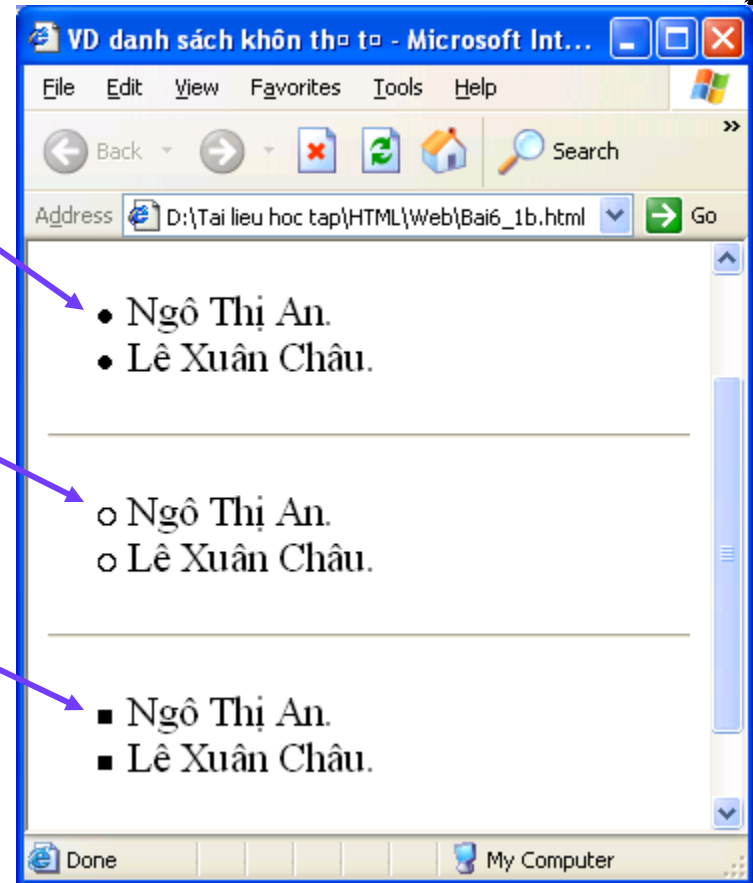 VD danh sách khôn th¤ t¤ - Microsoft Int...
File Edit View Favorites Tools Help
Back Search »
Address D:\Tai lieu hoc tap\HTML\Web\Bai6_1b.html Go
• Ngô Thị An.
• Lê Xuân Châu.
○ Ngô Thị An.
○ Lê Xuân Châu.
▪ Ngô Thị An.
▪ Lê Xuân Châu.
Done My Computer